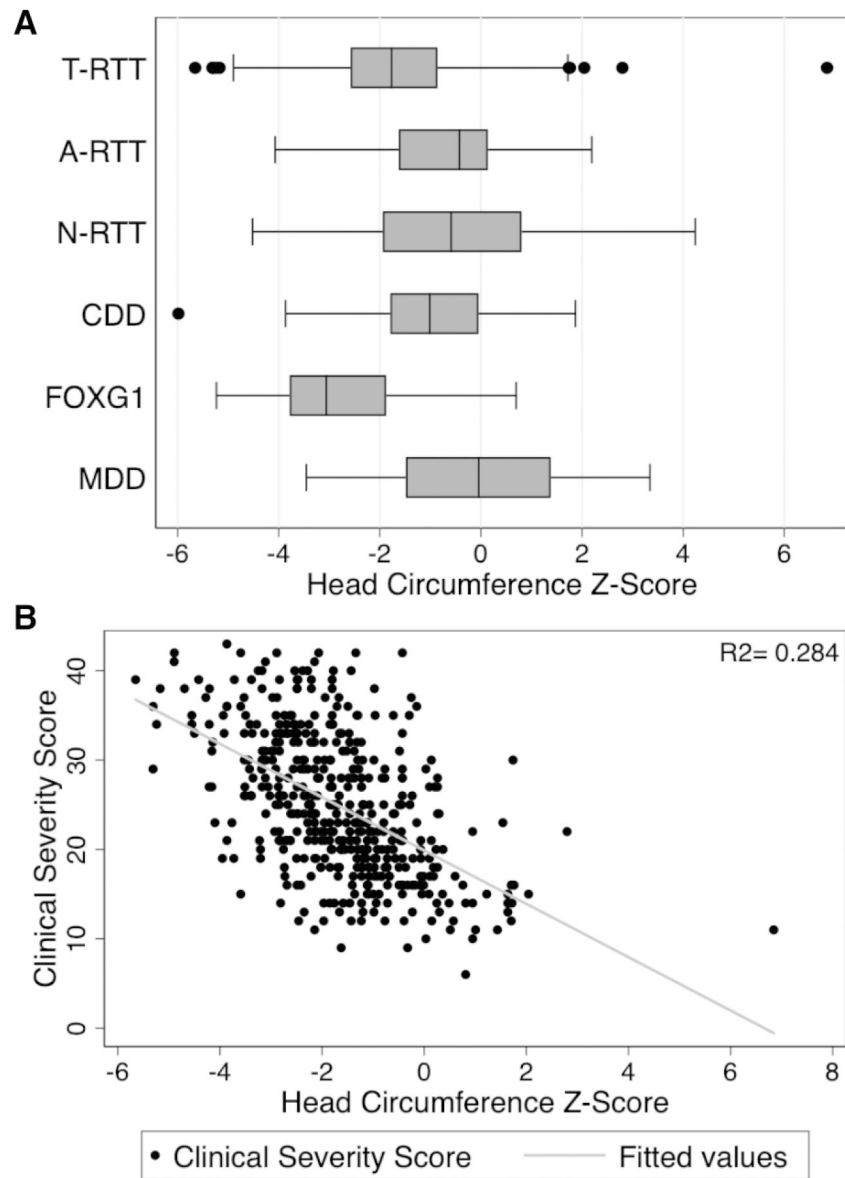 A
T-RTT
A-RTT
N-RTT
CDD
FOXG1
MDD
-6 -4 -2 0 2 4 6
Head Circumference Z-Score
B
R2= 0.284
40
30
20
10
0
Clinical Severity Score
-6 -4 -2 0 2 4 6 8
Head Circumference Z-Score
Clinical Severity Score Fitted values